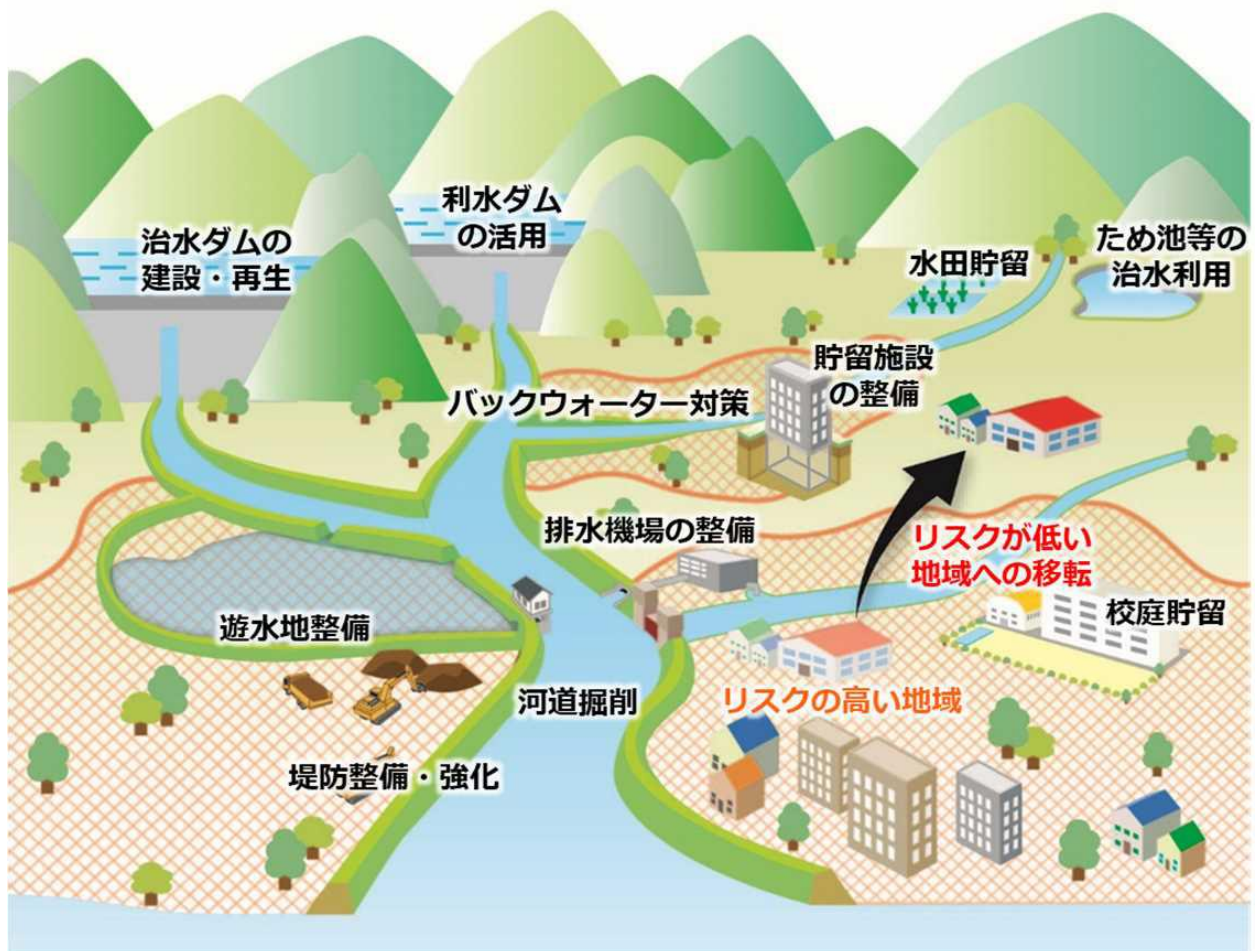 利水ダム
の活用
治水ダムの
建設・再生
ため池等の
治水利用
水田貯留
貯留施設
の整備
バックウォーター対策
排水機場の整備
リスクが低い
地域への移転
校庭貯留
遊水地整備
河道掘削
リスクの高い地域
堤防整備・強化